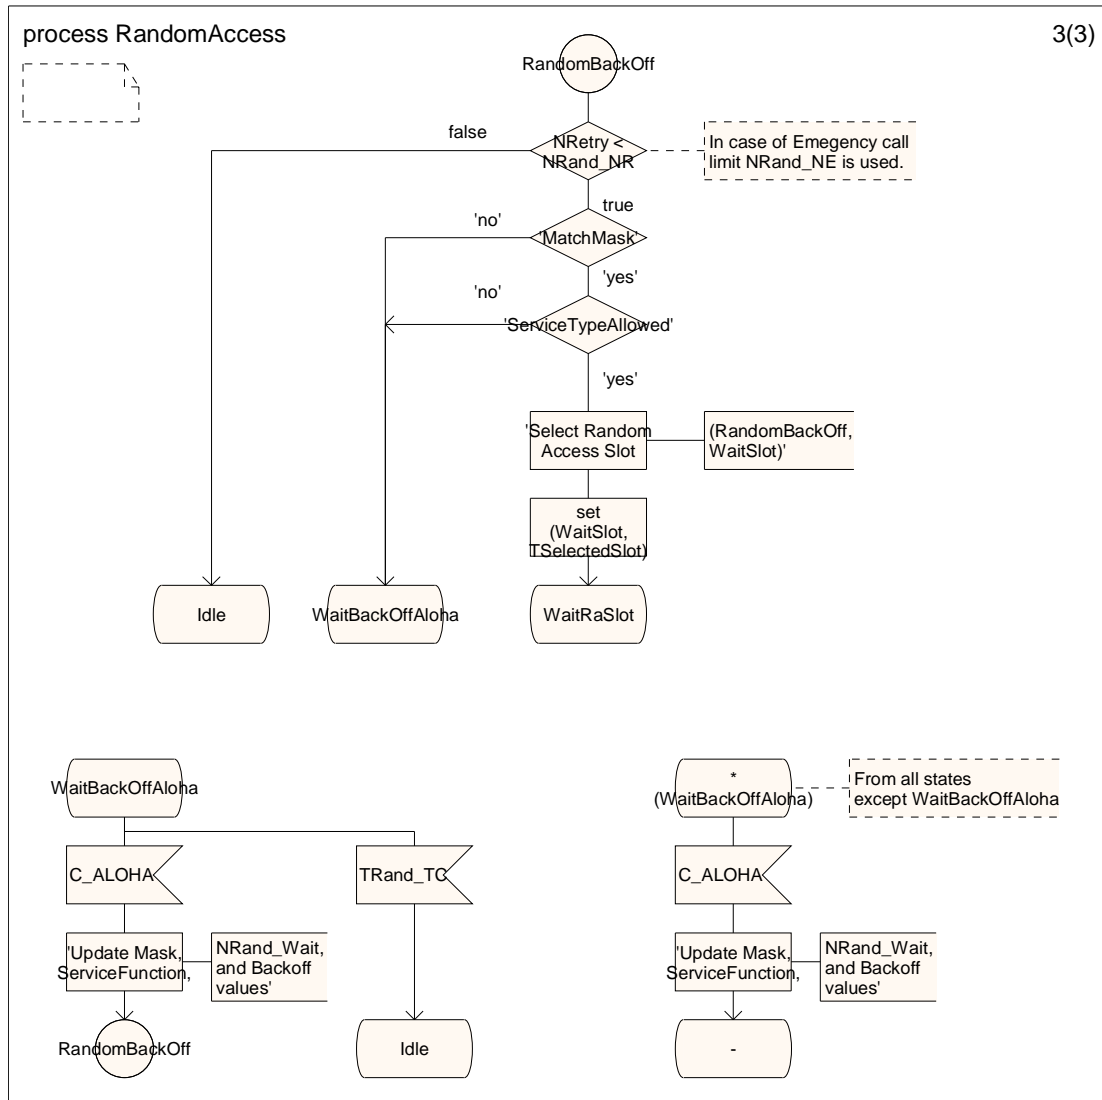 process RandomAccess
3(3)
RandomBackOff
false
NRetry <
NRand_NR
In case of Emegency call
limit NRand_NE is used.
true
'no'
'MatchMask'
'yes'
'no'
'ServiceTypeAllowed'
'yes'
'Select Random
Access Slot
(RandomBackOff,
WaitSlot)'
set
(WaitSlot,
TSelectedSlot)
Idle
WaitBackOffAloha
WaitRaSlot
WaitBackOffAloha
*
(WaitBackOffAloha)
From all states
except WaitBackOffAloha
C_ALOHA
TRand_TO
C_ALOHA
'Update Mask,
ServiceFunction,
NRand_Wait,
and Backoff
values'
'Update Mask,
ServiceFunction,
NRand_Wait,
and Backoff
values'
RandomBackOff
Idle
-